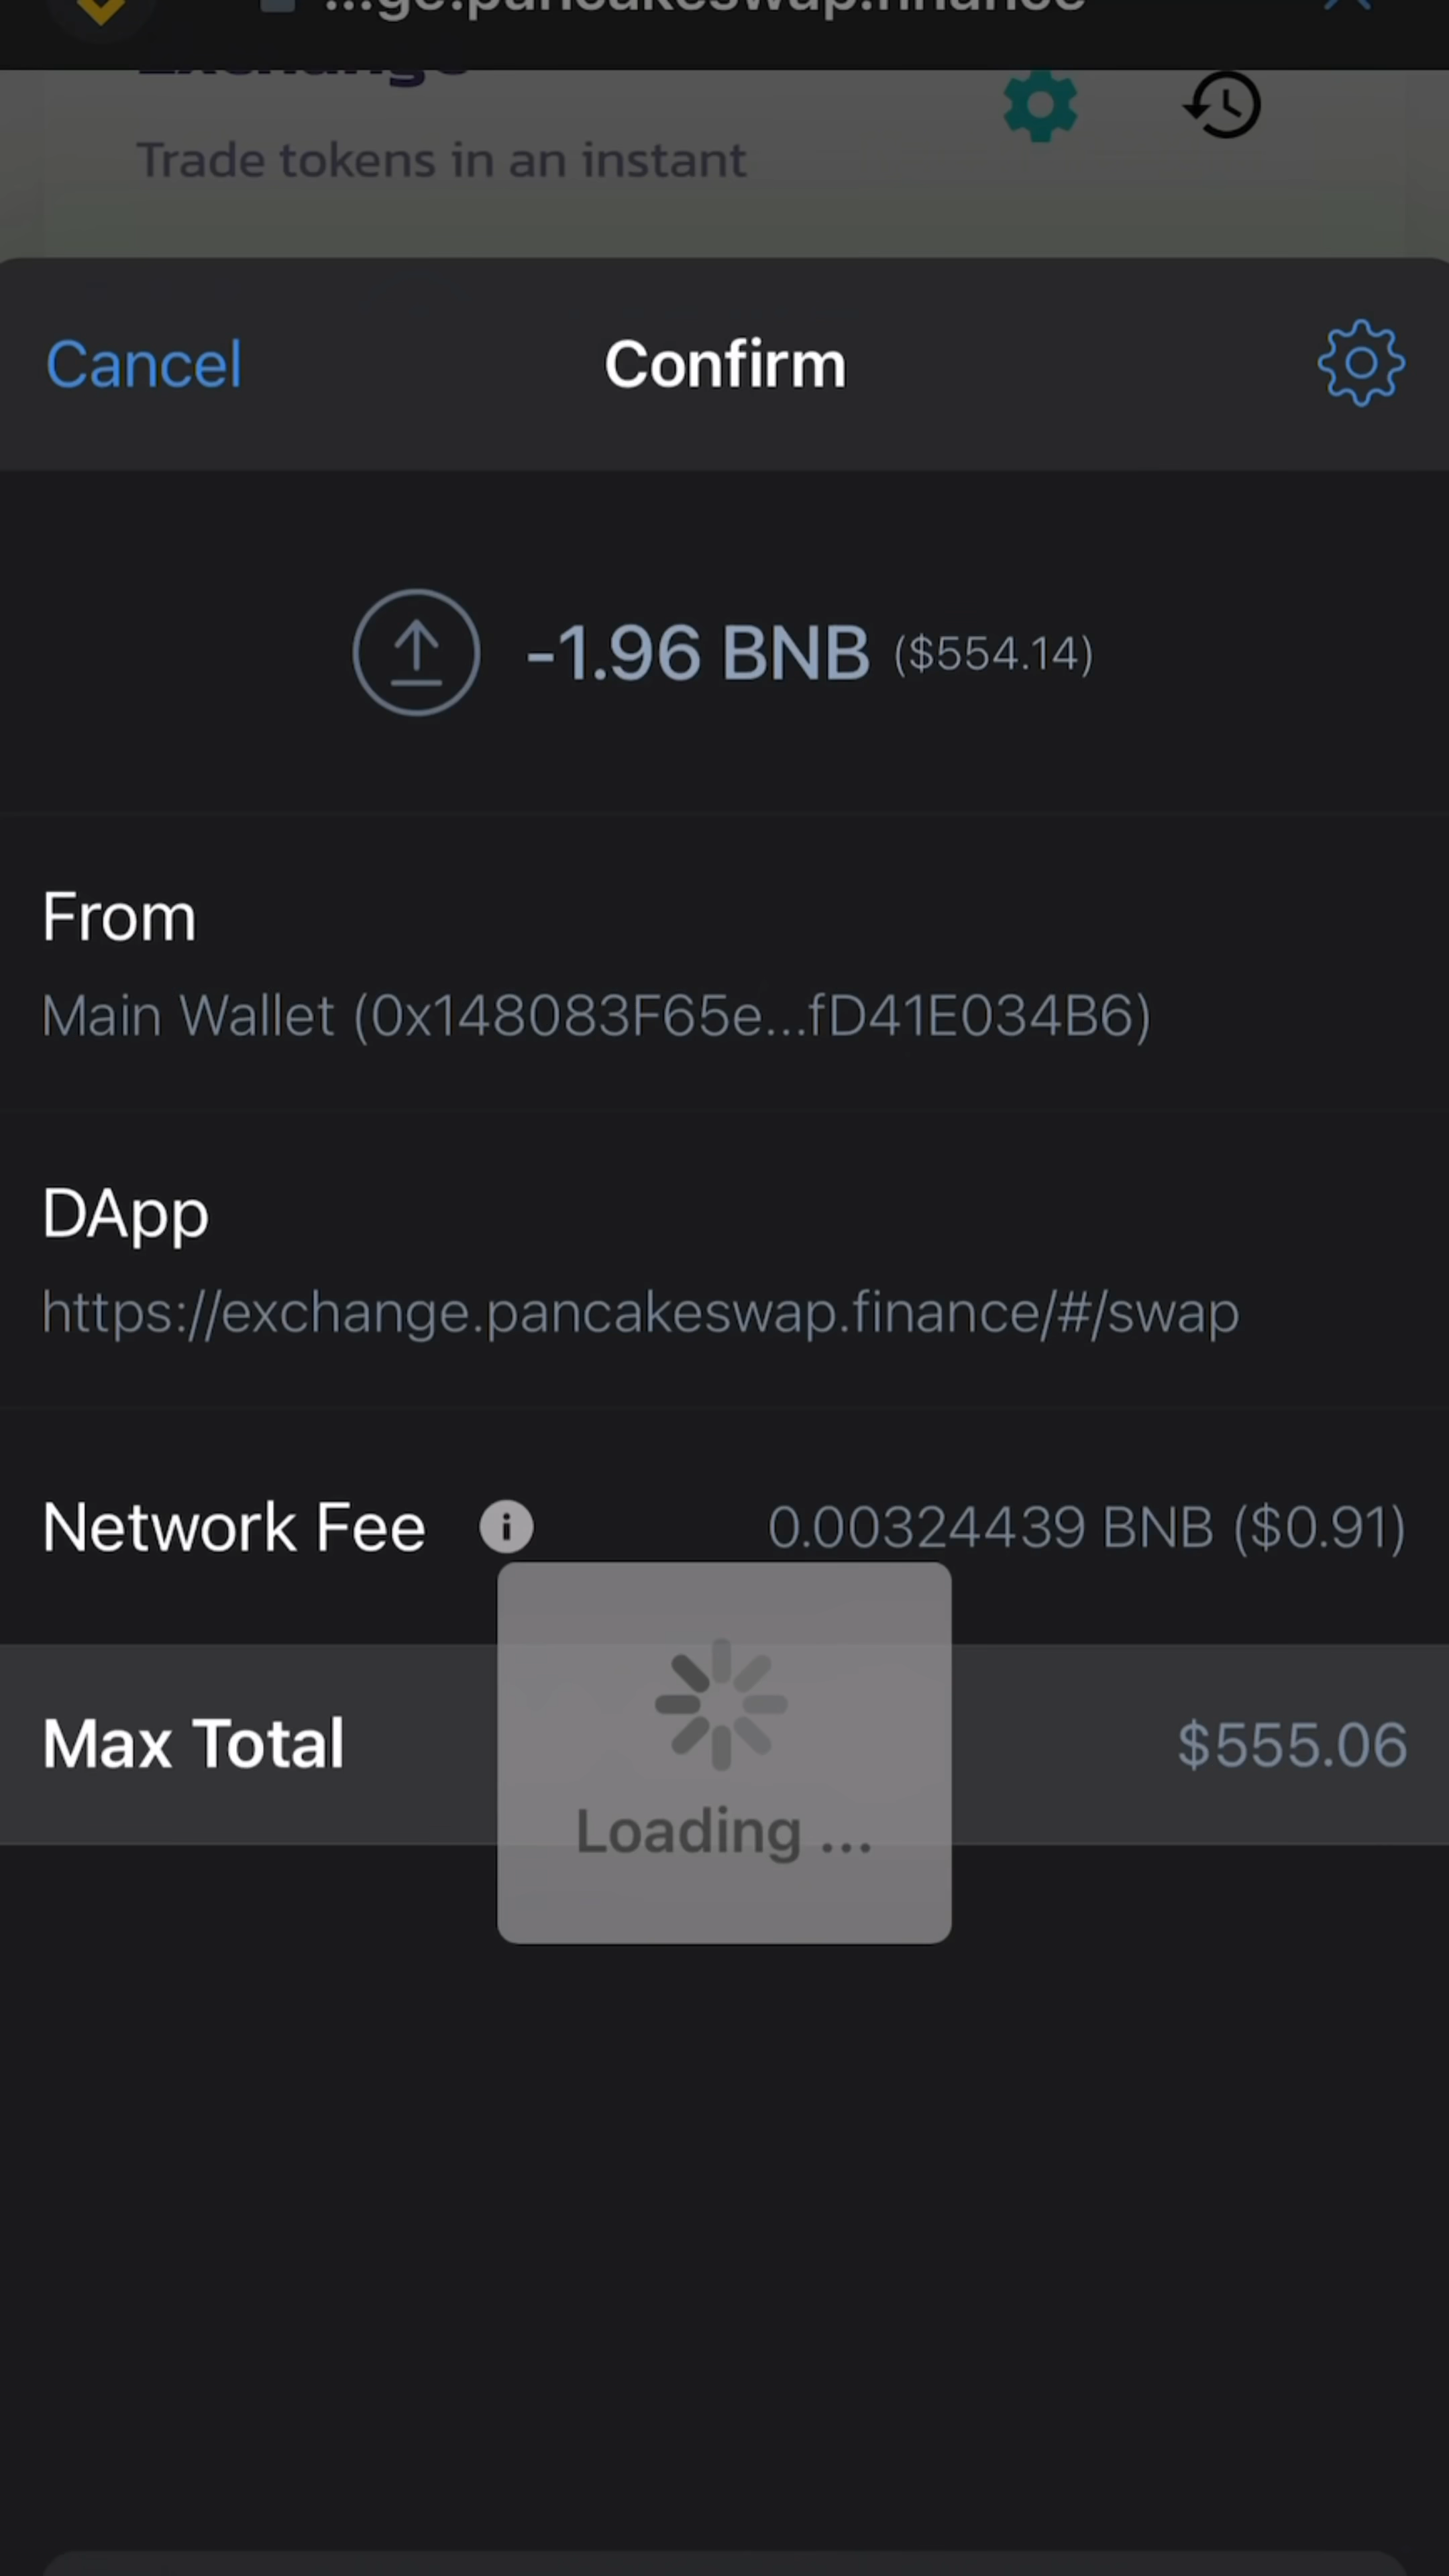 ...ge.pancakeswap.finance
Exchange
Trade tokens in an instant
Cancel
Confirm
-1.96 BNB ($554.14)
From
Main Wallet (0x148083F65e...fD41E034B6)
DApp
https://exchange.pancakeswap.finance/#/swap
Network Fee
0.00324439 BNB ($0.91)
Max Total
$555.06
Loading ...